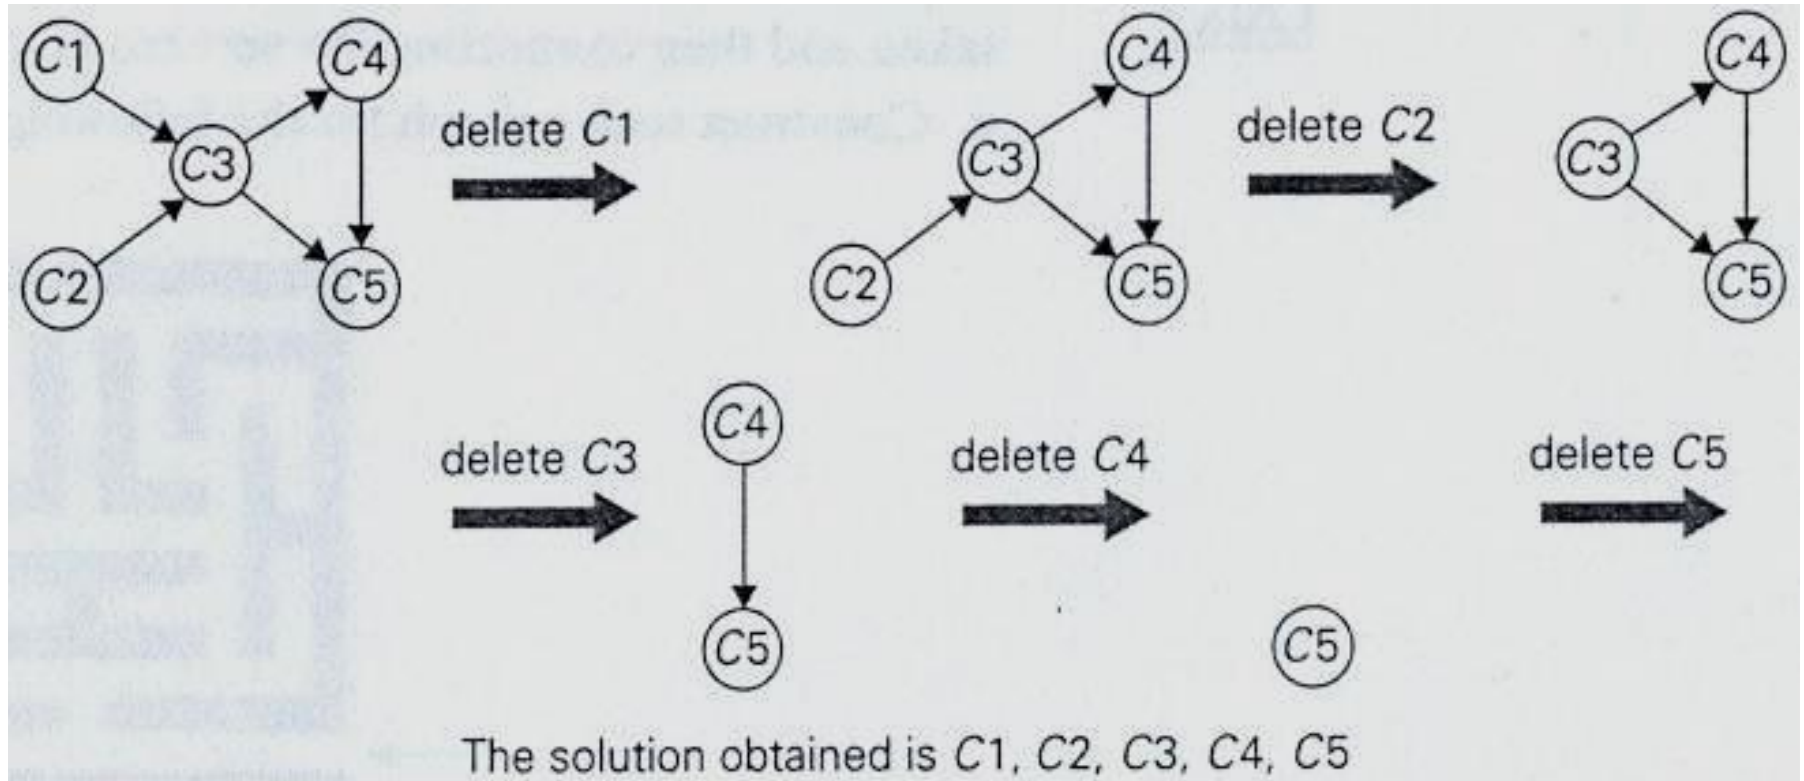 C1 C4 C4 C4
delete C1 delete C2
C3 C3 C3
C2 C5 C2 C5 C5
C4
delete C3 delete C4 delete C5
C5 C5
The solution obtained is C1, C2, C3, C4, C5